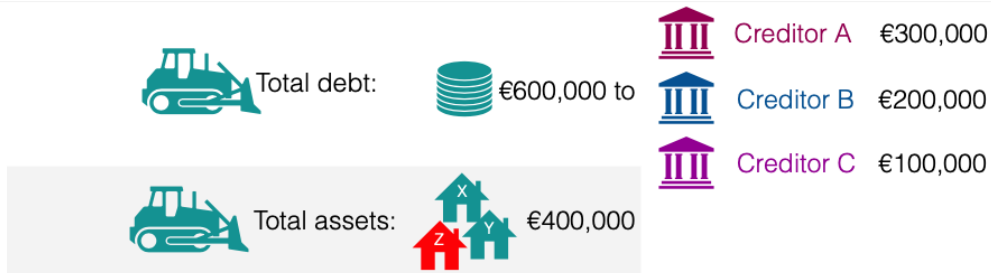 Total debt: €600,000 to
Creditor A €300,000
Creditor B €200,000
Creditor C €100,000
Total assets: X Y Z €400,000